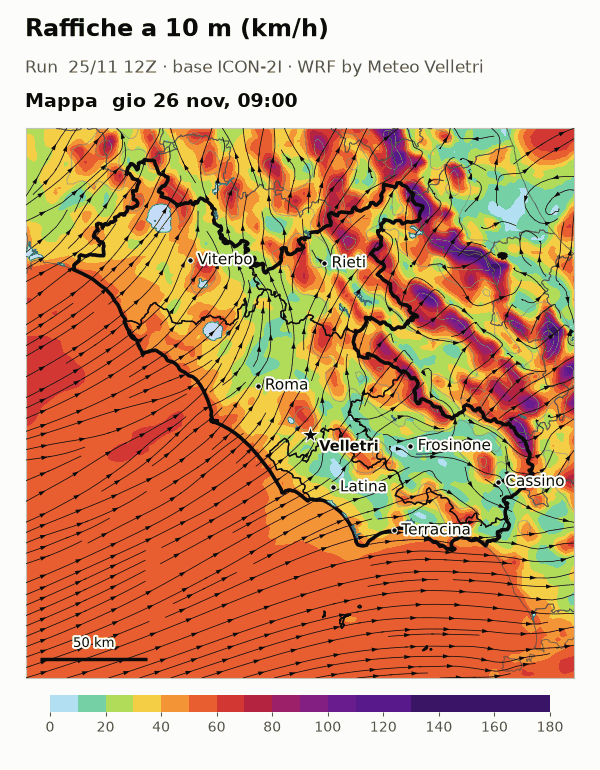 Raffiche a 10 m (km/h)
Run  25/11 12Z · base ICON-2I · WRF by Meteo Velletri
Mappa  gio 26 nov, 09:00
Viterbo
Rieti
Roma
Velletri
Frosinone
Cassino
Latina
Terracina
50 km
0 20 40 60 80 100 120 140 160 180